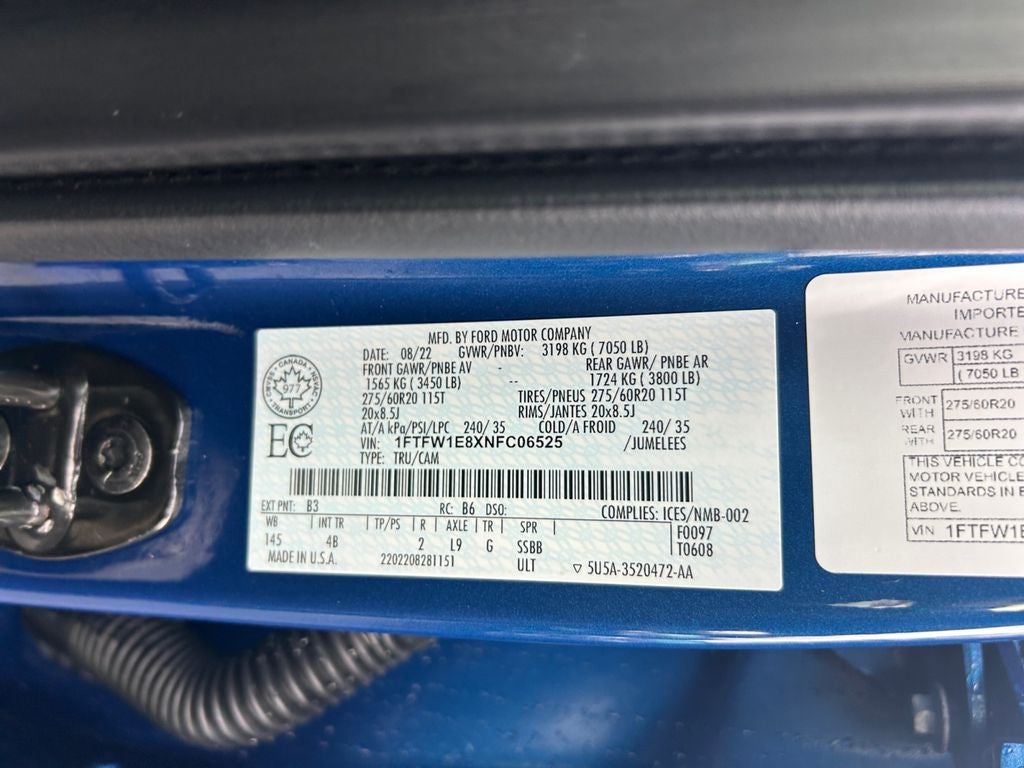 MFD. BY FORD MOTOR COMPANY
DATE: 08/22 GVWR/PNBV: 3198 KG ( 7050 LB)
FRONT GAWR/PNBE AV - REAR GAWR/ PNBE AR
1565 KG ( 3450 LB) -- 1724 KG ( 3800 LB)
275/60R20 115T TIRES/PNEUS 275/60R20 115T
20x8.5J RIMS/JANTES 20x8.5J
AT/A kPa/PSI/LPC 240/ 35 COLD/A FROID 240/ 35
VIN: 1FTFW1E8XNFC06525 /JUMELEES
TYPE: TRU/CAM
CANADA
977
TRANSPORT
EC
EXT PNT: B3 RC: B6 DSO: COMPLIES: ICES/NMB-002
WB INT TR TP/PS R AXLE TR SPR F0097
145 4B 2 L9 G SSBB T0608
MADE IN U.S.A. 2202208281151 ULT ▽ 5U5A-3520472-AA
MANUFACTURE
IMPORTE
MANUFACTURE
GVWR 3198 KG
( 7050 LB
FRONT WITH 275/60R20
REAR WITH 275/60R20
THIS VEHICLE CO
MOTOR VEHICLE
STANDARDS IN E
ABOVE.
VIN 1FTFW1E